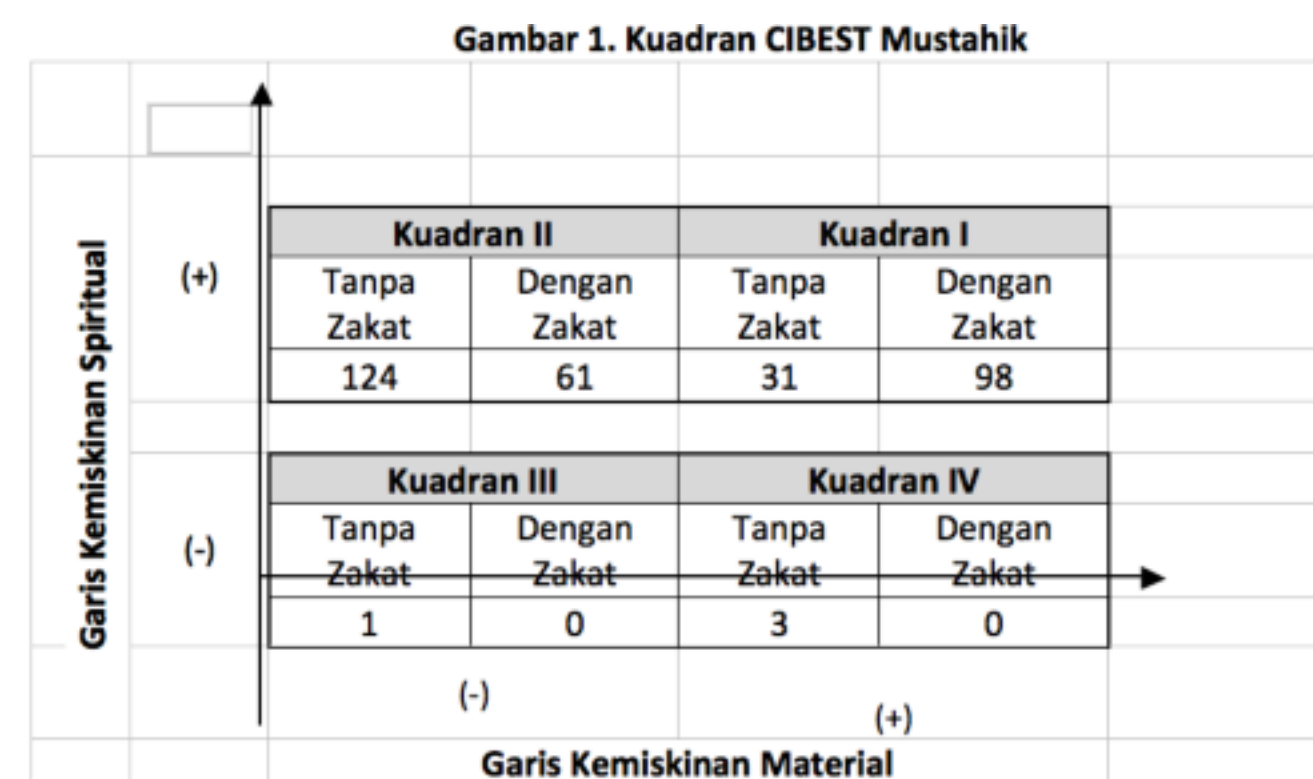 Gambar 1. Kuadran CIBEST Mustahik
Garis Kemiskinan Spiritual
(+)
Kuadran II Kuadran I
Tanpa Dengan Tanpa Dengan
Zakat Zakat Zakat Zakat
124 61 31 98
(-)
Kuadran III Kuadran IV
Tanpa Dengan Tanpa Dengan
Zakat Zakat Zakat Zakat
1 0 3 0
(-)
(+)
Garis Kemiskinan Material